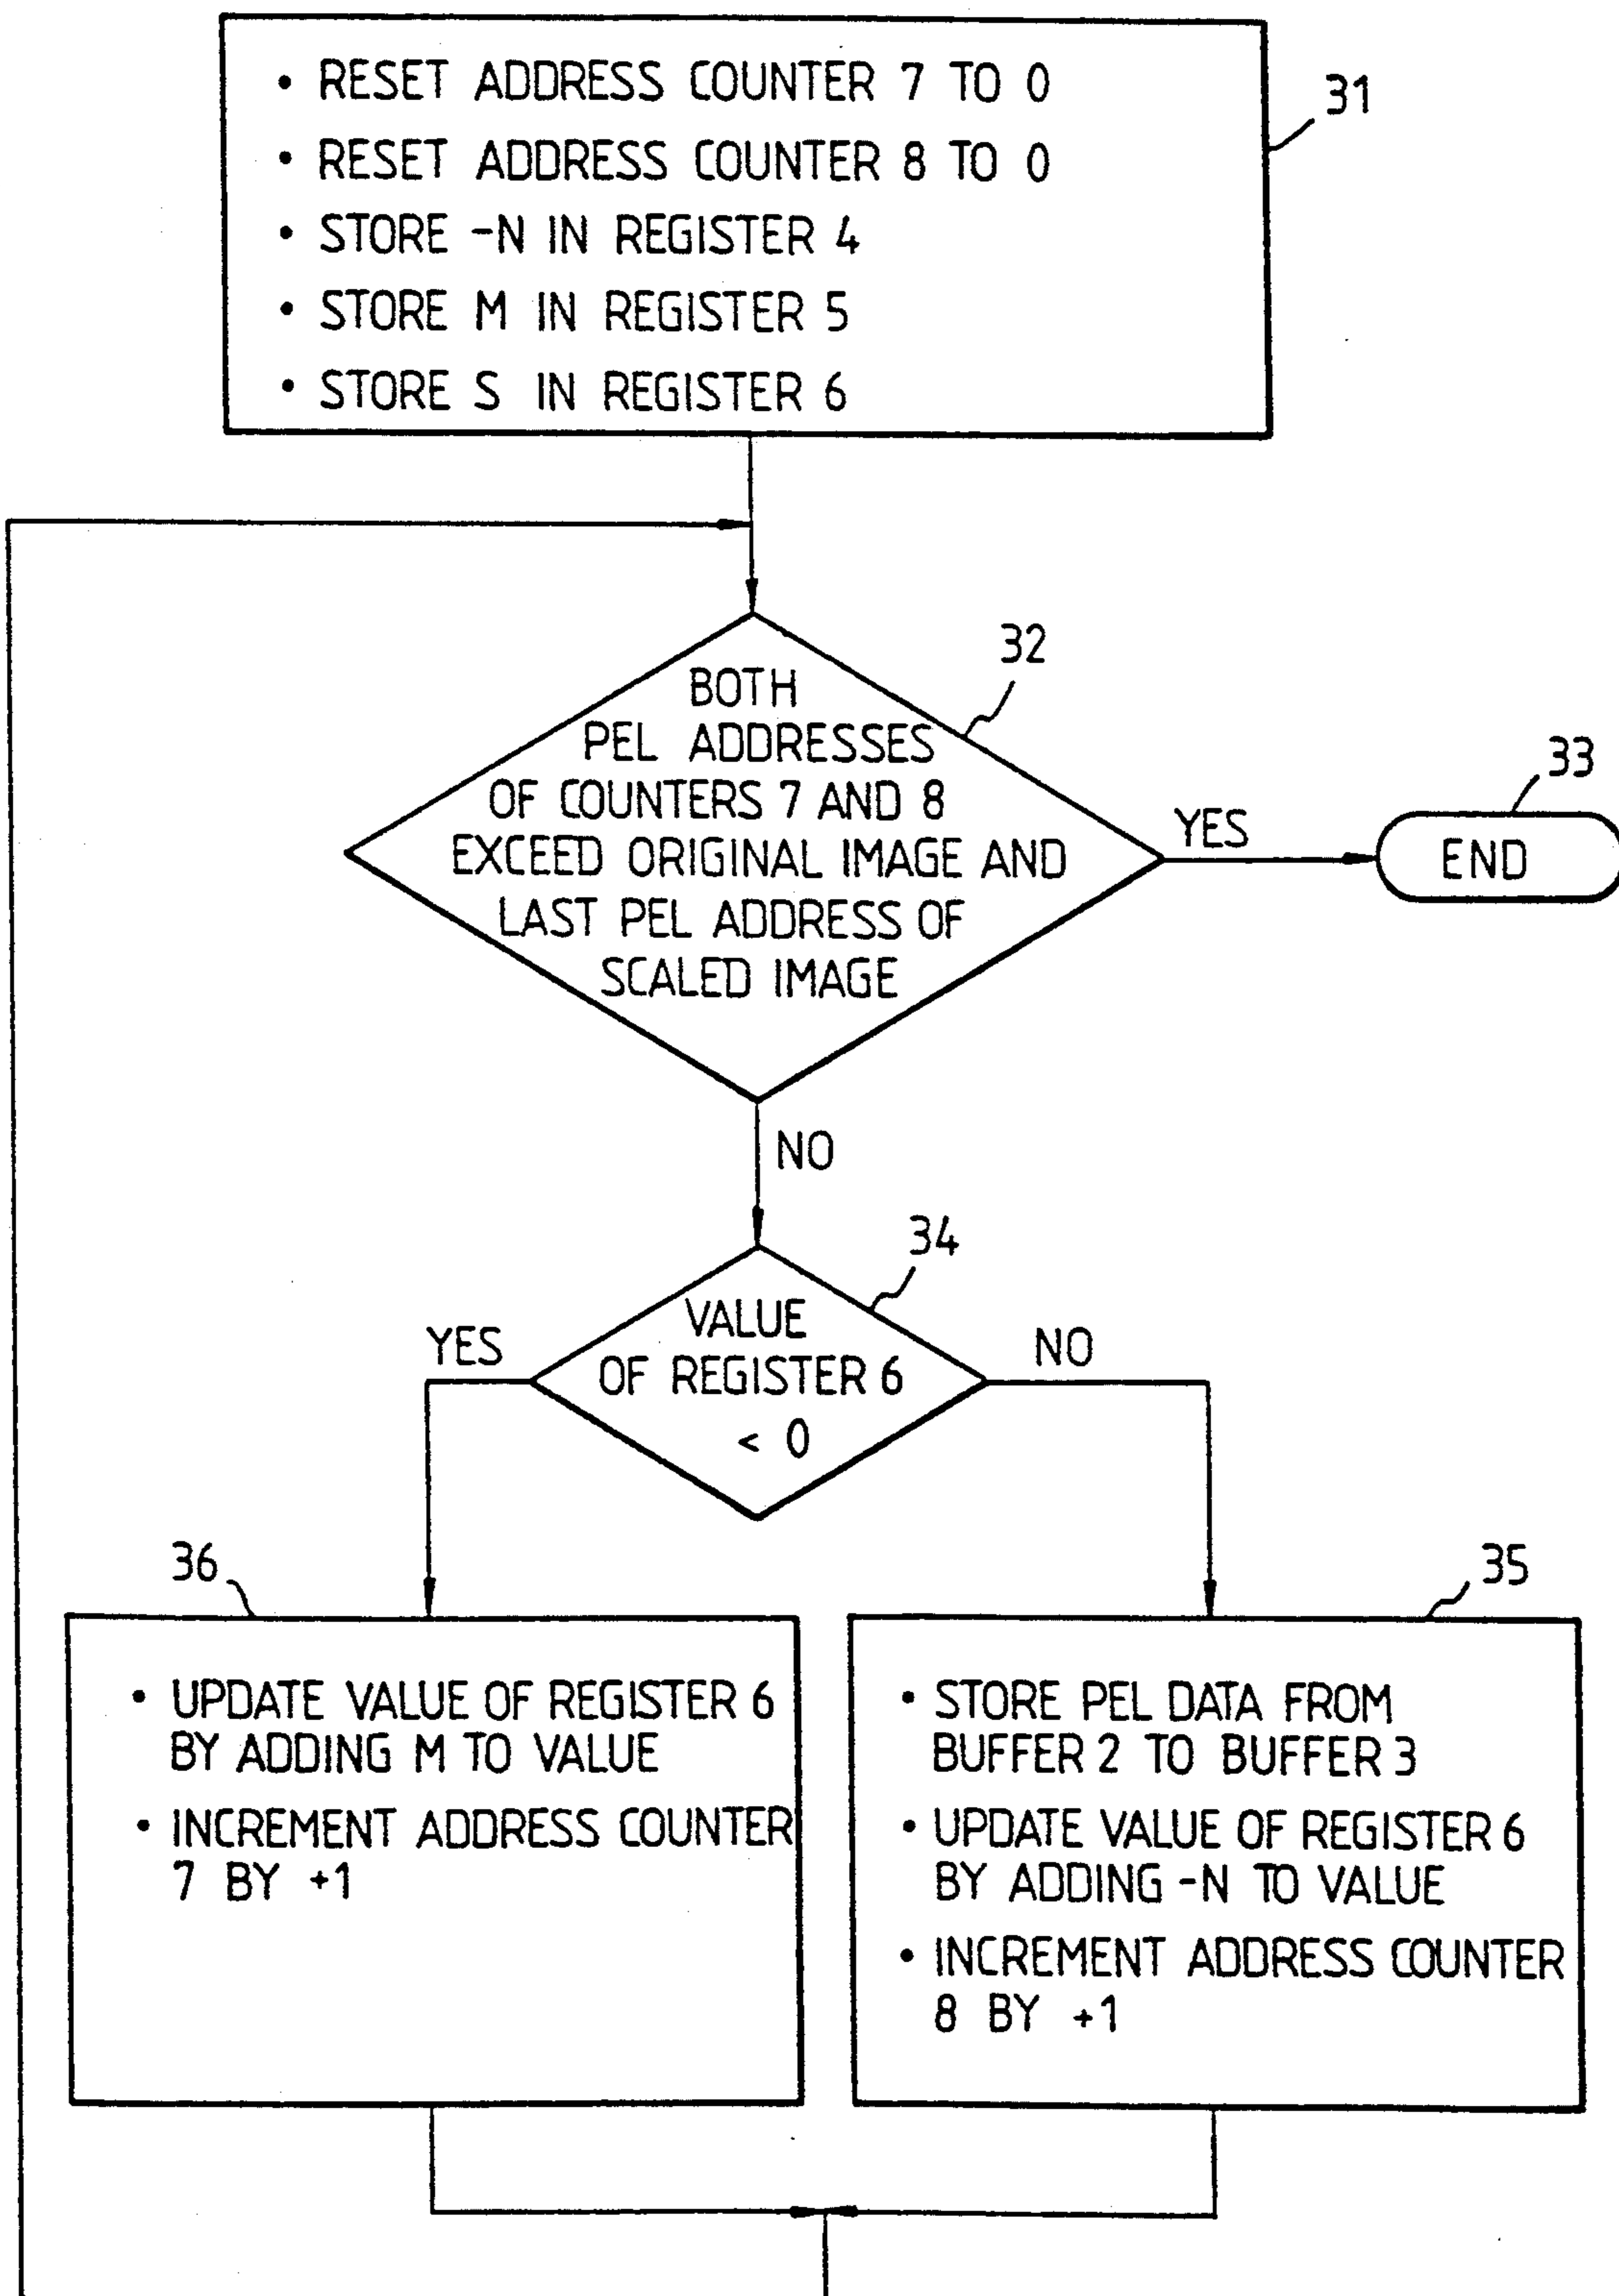 • RESET ADDRESS COUNTER 7 TO 0
• RESET ADDRESS COUNTER 8 TO 0
• STORE -N IN REGISTER 4
• STORE M IN REGISTER 5
• STORE S IN REGISTER 6
31
32
BOTH
PEL ADDRESSES
OF COUNTERS 7 AND 8
EXCEED ORIGINAL IMAGE AND
LAST PEL ADDRESS OF
SCALED IMAGE
YES
33
END
NO
34
VALUE
OF REGISTER 6
< 0
YES
NO
36
• UPDATE VALUE OF REGISTER 6
BY ADDING M TO VALUE
• INCREMENT ADDRESS COUNTER
7 BY +1
35
• STORE PEL DATA FROM
BUFFER 2 TO BUFFER 3
• UPDATE VALUE OF REGISTER 6
BY ADDING -N TO VALUE
• INCREMENT ADDRESS COUNTER
8 BY +1